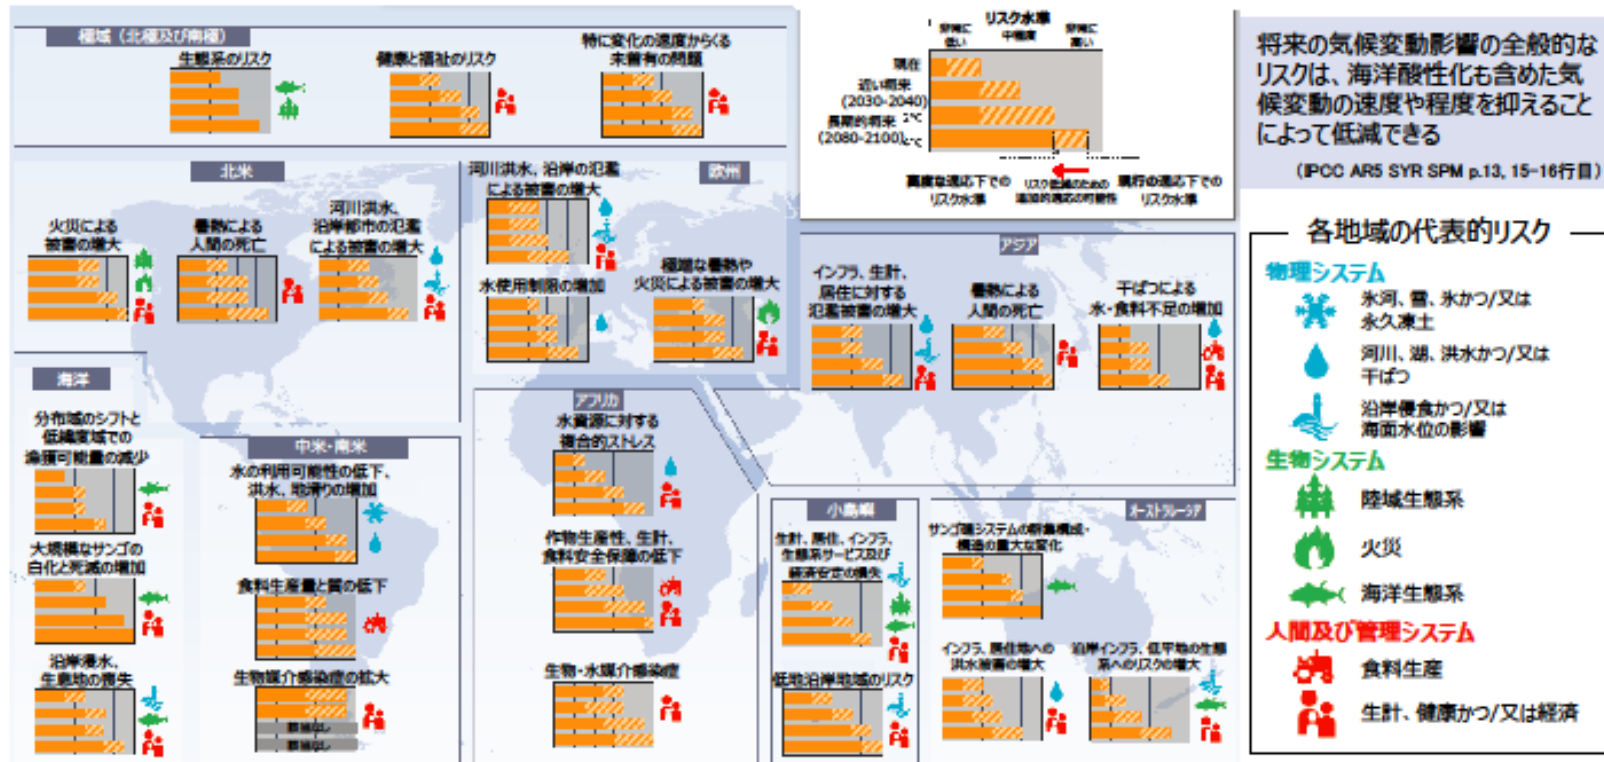 極域（北極及び南極）
生態系のリスク
健康と福祉のリスク
特に変化の速度からくる
未曾有の問題
リスク水準
非常に
低い
中程度
非常に
高い
現在
近い将来
(2030-2040)
長期的将来
(2080-2100)
2℃
4℃
高度な適応下での
リスク水準
リスク低減のための
追加的適応の可能性
現行の適応下での
リスク水準
将来の気候変動影響の全般的な
リスクは、海洋酸性化も含めた気
候変動の速度や程度を抑えること
によって低減できる
(IPCC AR5 SYR SPM p.13, 15-16行目)
北米
火災による
被害の増大
暑熱による
人間の死亡
河川洪水、
沿岸都市の氾濫
による被害の増大
欧州
河川洪水、沿岸の氾濫
による被害の増大
水使用制限の増加
極端な暑熱や
火災による被害の増大
アジア
インフラ、生計、
居住に対する
氾濫被害の増大
暑熱による
人間の死亡
干ばつによる
水・食料不足の増加
海洋
分布域のシフトと
低緯度域での
漁獲可能量の減少
大規模なサンゴの
白化と死滅の増加
沿岸浸水、
生息地の喪失
中米・南米
水の利用可能性の低下、
洪水、地滑りの増加
食料生産量と質の低下
生物媒介感染症の拡大
該当なし
該当なし
アフリカ
水資源に対する
複合的ストレス
作物生産性、生計、
食料安全保障の低下
生物・水媒介感染症
小島嶼
生計、居住、インフラ、
生態系サービス及び
経済安定の損失
低地沿岸地域のリスク
オーストラレーシア
サンゴ礁システムの群集構成・
構造の重大な変化
インフラ、居住地への
洪水被害の増大
沿岸インフラ、低平地の生態
系へのリスクの増大
各地域の代表的リスク
物理システム
氷河、雪、氷かつ/又は
永久凍土
河川、湖、洪水かつ/又は
干ばつ
沿岸侵食かつ/又は
海面水位の影響
生物システム
陸域生態系
火災
海洋生態系
人間及び管理システム
食料生産
生計、健康かつ/又は経済